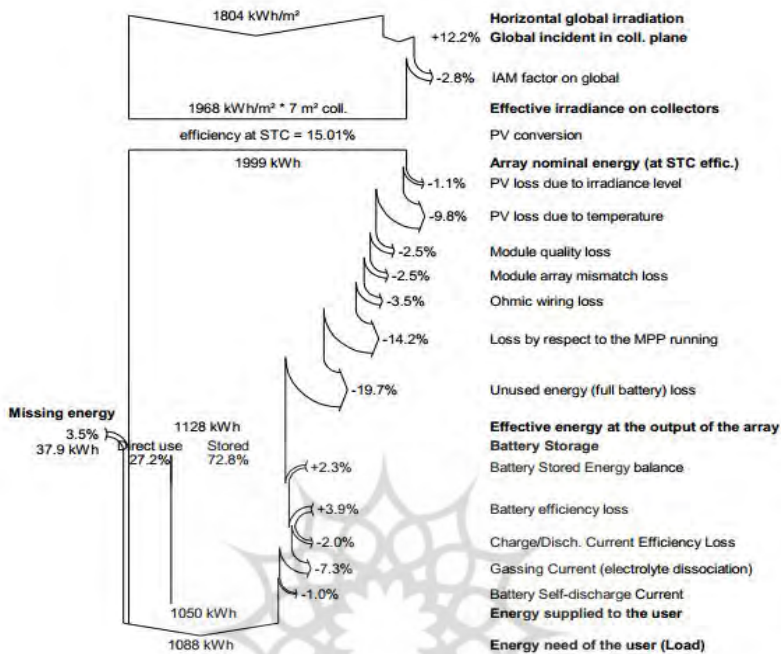 1804 kWh/m² Horizontal global irradiation
+12.2% Global incident in coll. plane
-2.8% IAM factor on global
1968 kWh/m² * 7 m² coll. Effective irradiance on collectors
efficiency at STC = 15.01% PV conversion
1999 kWh Array nominal energy (at STC effic.)
-1.1% PV loss due to irradiance level
-9.8% PV loss due to temperature
-2.5% Module quality loss
-2.5% Module array mismatch loss
-3.5% Ohmic wiring loss
-14.2% Loss by respect to the MPP running
-19.7% Unused energy (full battery) loss
Missing energy
1128 kWh Effective energy at the output of the array
3.5% Direct use Stored Battery Storage
37.9 kWh 27.2% 72.8%
+2.3% Battery Stored Energy balance
+3.9% Battery efficiency loss
-2.0% Charge/Disch. Current Efficiency Loss
-7.3% Gassing Current (electrolyte dissociation)
-1.0% Battery Self-discharge Current
1050 kWh Energy supplied to the user
1088 kWh Energy need of the user (Load)